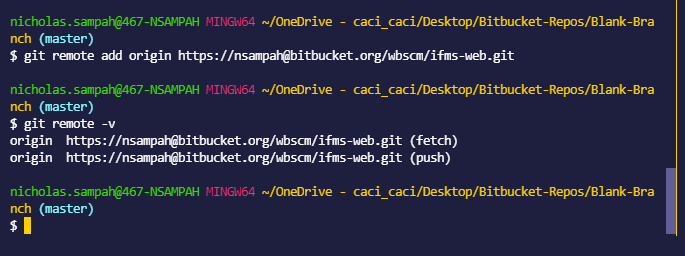 nicholas.sampah@467-NSAMPAH MINGW64 ~/OneDrive - caci_caci/Desktop/Bitbucket-Repos/Blank-Bra
nch (master)
$ git remote add origin https://nsampah@bitbucket.org/wbscm/ifms-web.git
nicholas.sampah@467-NSAMPAH MINGW64 ~/OneDrive - caci_caci/Desktop/Bitbucket-Repos/Blank-Bra
nch (master)
$ git remote -v
origin  https://nsampah@bitbucket.org/wbscm/ifms-web.git (fetch)
origin  https://nsampah@bitbucket.org/wbscm/ifms-web.git (push)
nicholas.sampah@467-NSAMPAH MINGW64 ~/OneDrive - caci_caci/Desktop/Bitbucket-Repos/Blank-Bra
nch (master)
$